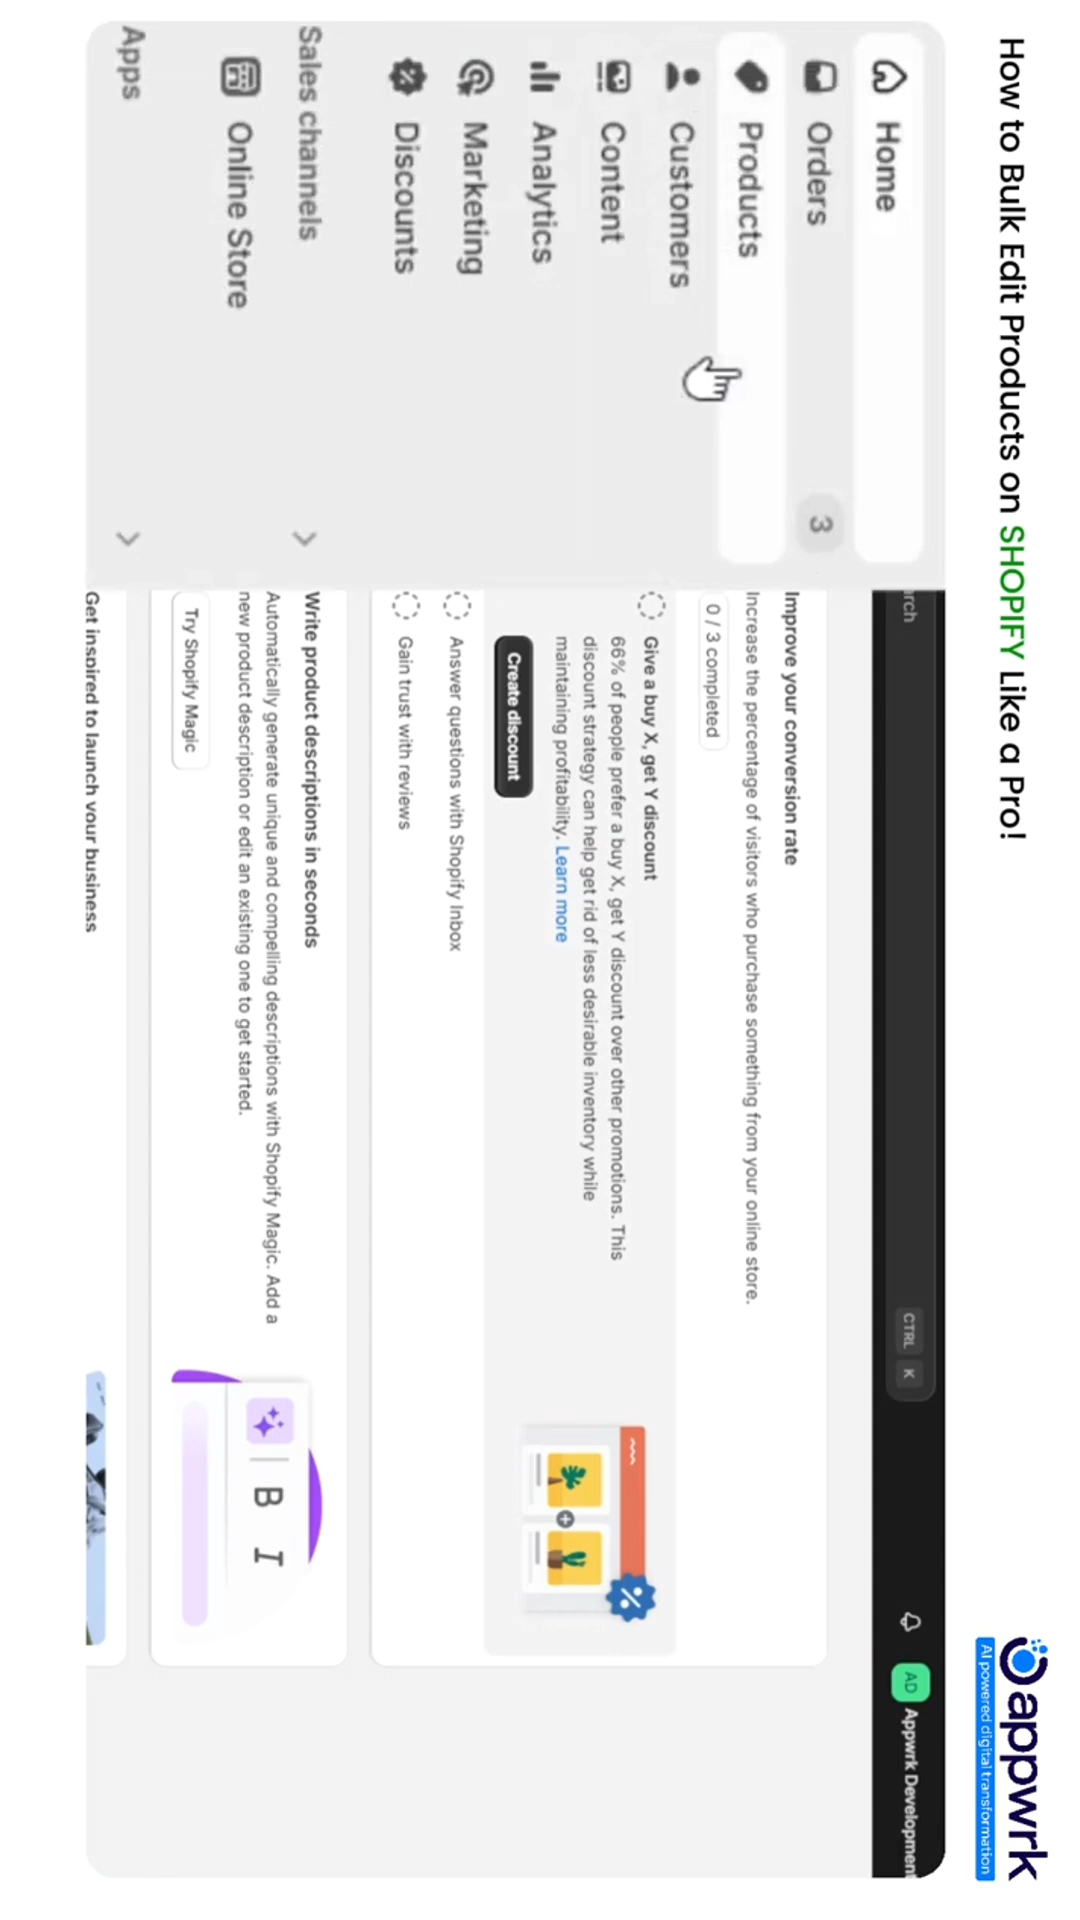 How to Bulk Edit Products on SHOPIFY Like a Pro!
appwrk
AI powered digital transformation
Home
Orders
3
Products
Customers
Content
Analytics
Marketing
Discounts
Sales channels
Online Store
Apps
CTRL K
AD Appwrk Development
Improve your conversion rate
Increase the percentage of visitors who purchase something from your online store.
0 / 3 completed
Give a buy X, get Y discount
66% of people prefer a buy X, get Y discount over other promotions. This
discount strategy can help get rid of less desirable inventory while
maintaining profitability. Learn more
Create discount
Answer questions with Shopify Inbox
Gain trust with reviews
Write product descriptions in seconds
Automatically generate unique and compelling descriptions with Shopify Magic. Add a
new product description or edit an existing one to get started.
Try Shopify Magic
B I
Get inspired to launch your business